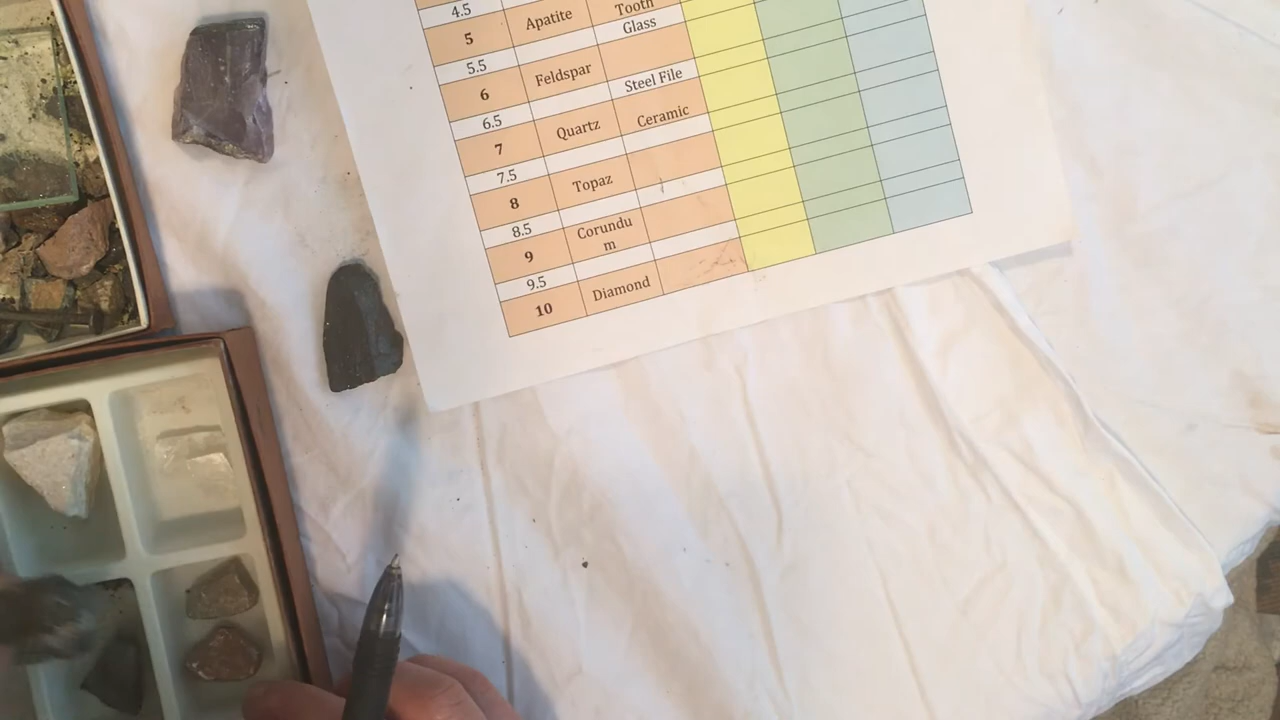 4.5
Apatite
Tooth
5
Glass
5.5
Feldspar
6
Steel File
6.5
Quartz
Ceramic
7
7.5
Topaz
8
8.5
Corundu
m
9
9.5
Diamond
10